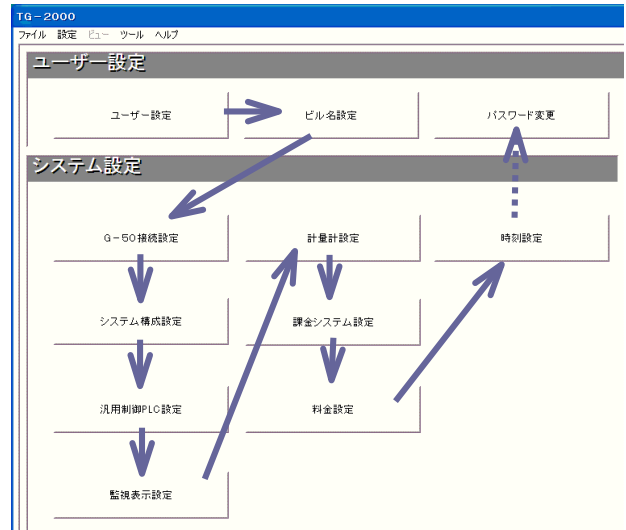 TG-2000
ファイル 設定 ビュー ツール ヘルプ
ユーザー設定
ユーザー設定 ビル名設定 パスワード変更
システム設定
G-50接続設定 計量計設定 時刻設定
システム構成設定 課金システム設定
汎用制御PLC設定 料金設定
監視表示設定